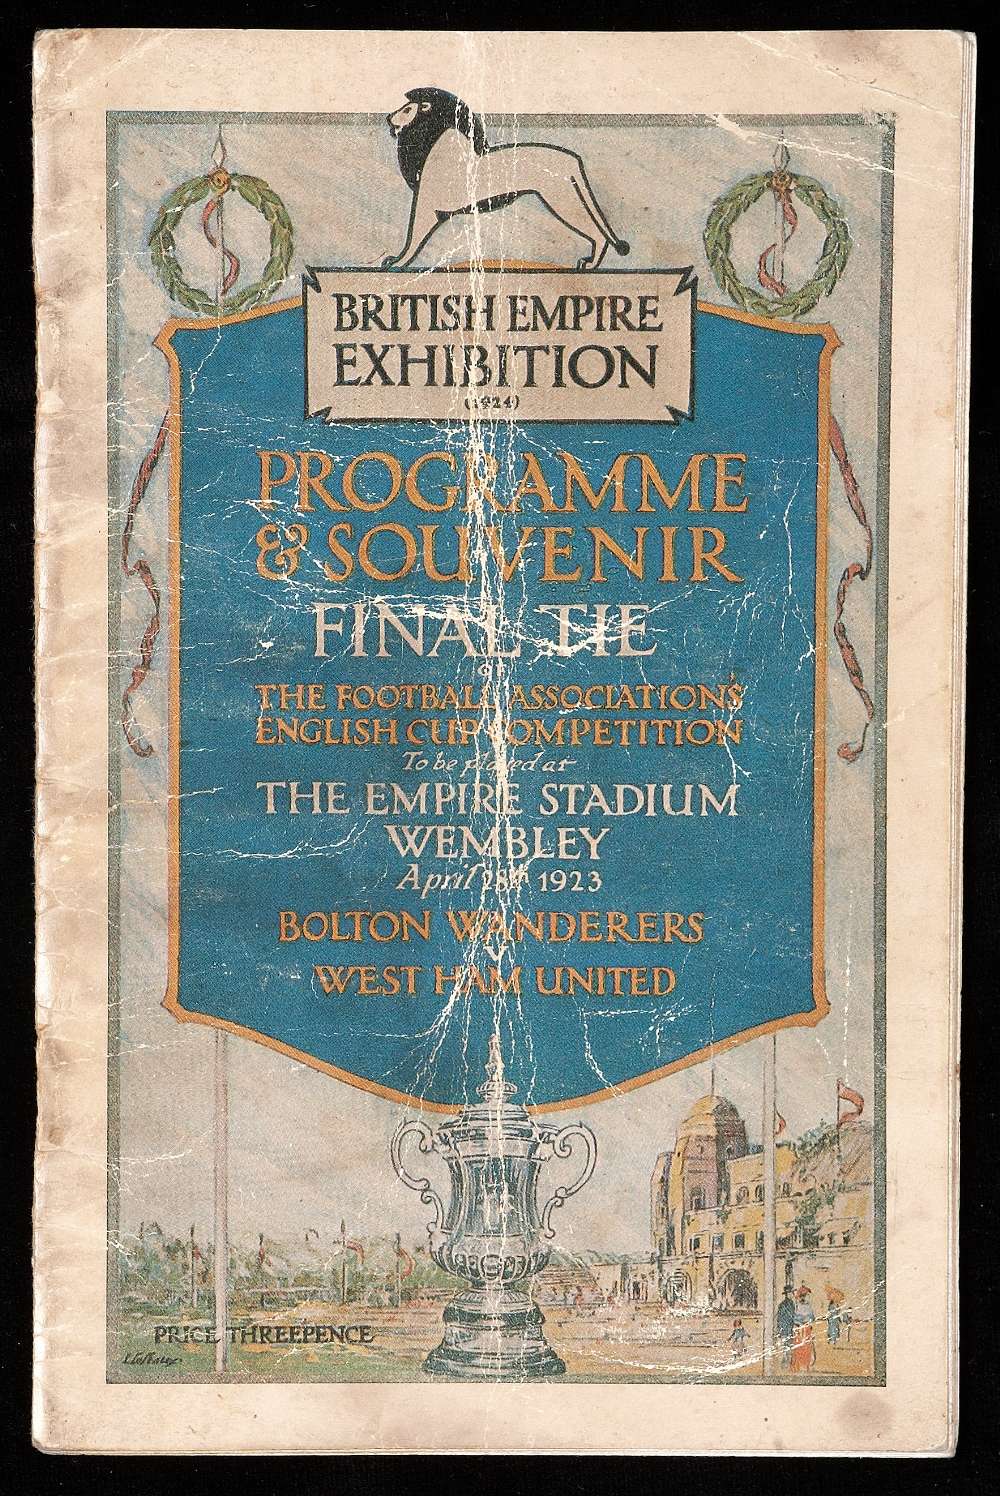 BRITISH EMPIRE
EXHIBITION
(1924)
PROGRAMME
& SOUVENIR
FINAL TIE
OF
THE FOOTBALL ASSOCIATION'S
ENGLISH CUP COMPETITION
To be played at
THE EMPIRE STADIUM
WEMBLEY
April 28th 1923
BOLTON WANDERERS
V
WEST HAM UNITED
PRICE THREEPENCE